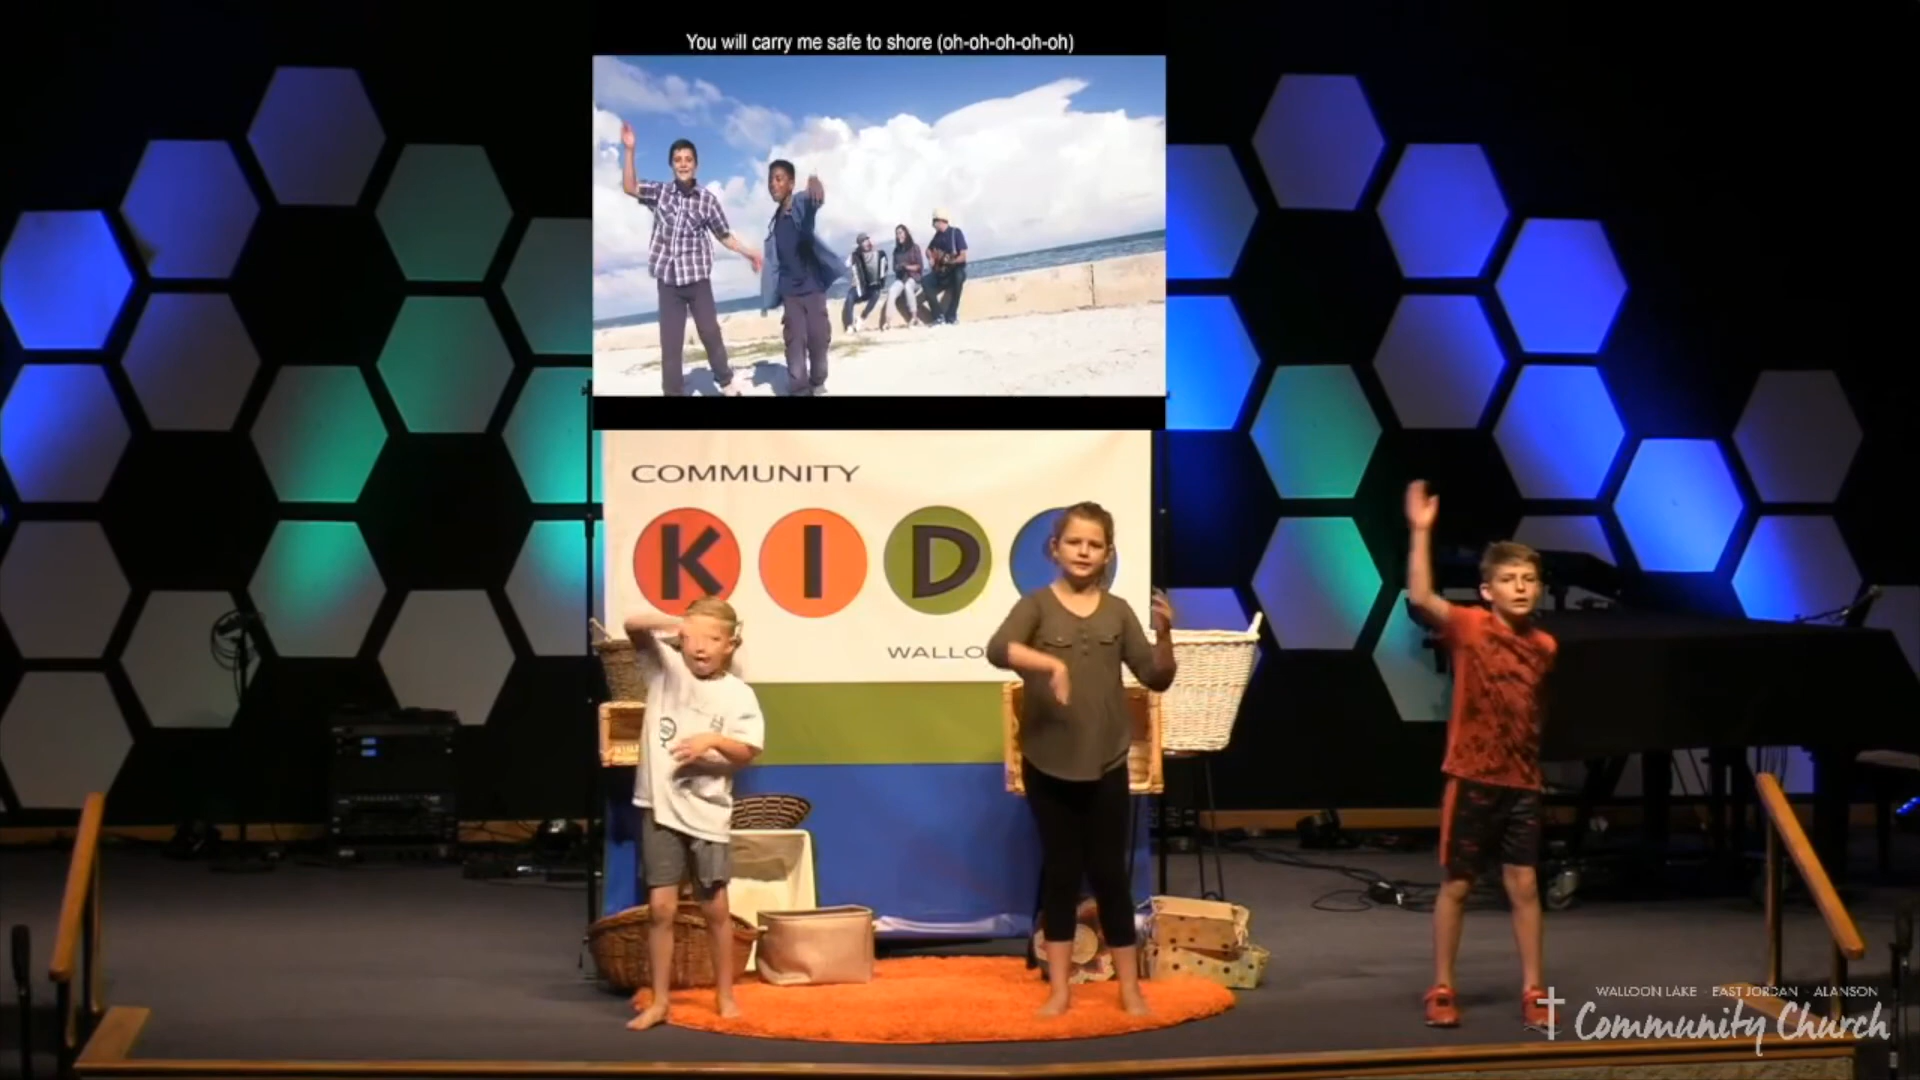 You will carry me safe to shore (oh-oh-oh-oh-oh)
COMMUNITY
KID
WALLO
WALLOON LAKE · EAST JORDAN · ALANSON
Community Church